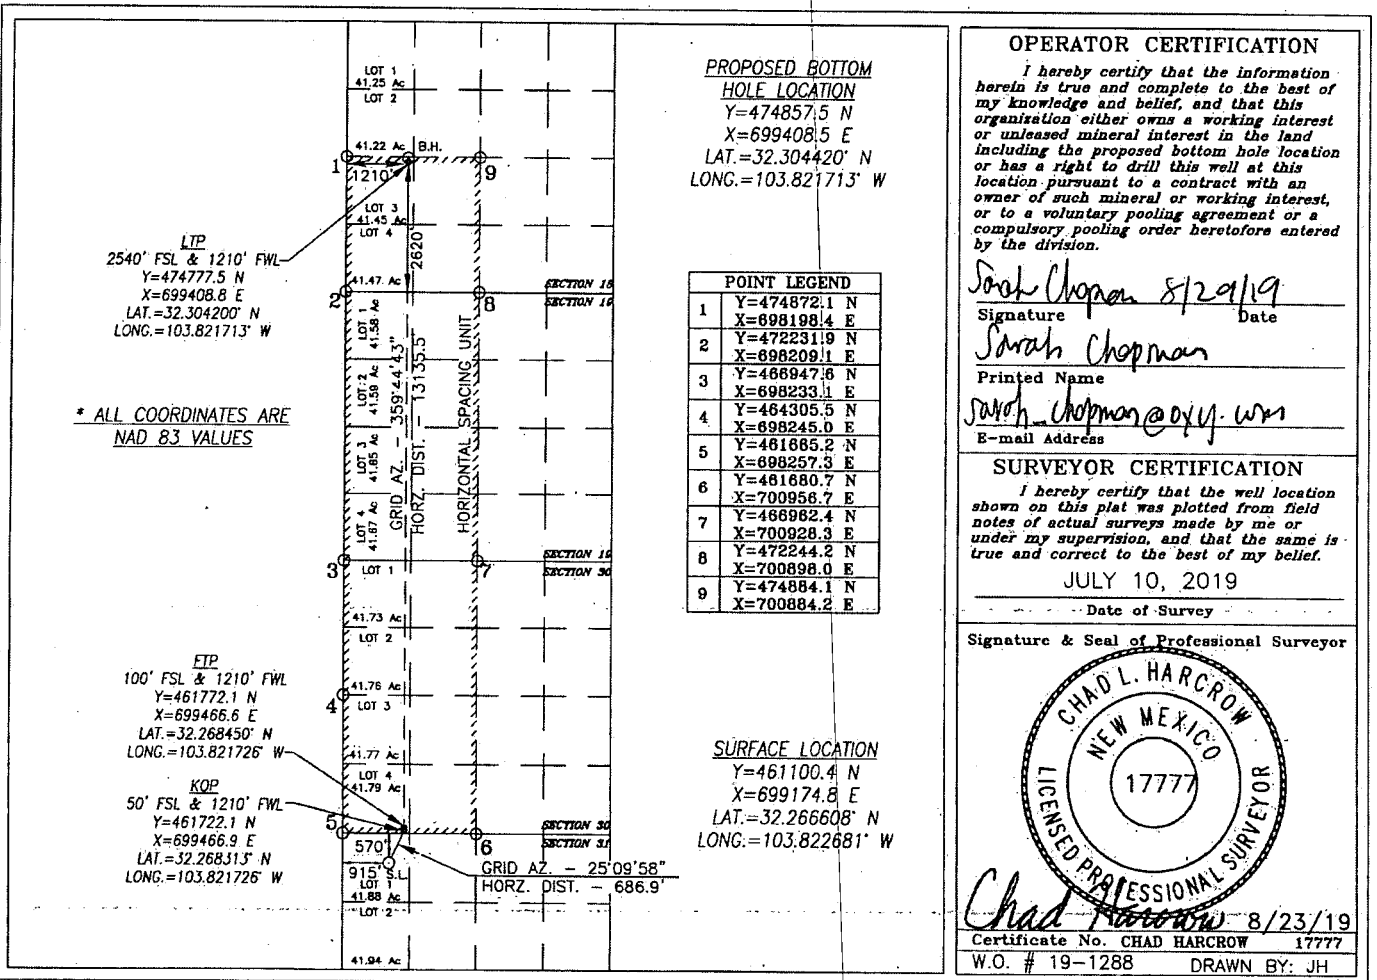 LOT 1
41.25 Ac
LOT 2
41.22 Ac
B.H.
1
9
1210'
LOT 3
41.45 Ac
LOT 4
2620'
LTP
2540' FSL & 1210' FWL
Y=474777.5 N
X=699408.8 E
LAT.=32.304200° N
LONG.=103.821713° W
2
41.47 Ac
8
SECTION 18
SECTION 19
LOT 1
41.58 Ac
LOT 2
41.59 Ac
LOT 3
41.65 Ac
LOT 4
41.67 Ac
GRID AZ. - 359°44'43"
HORZ. DIST. - 13135.5
HORIZONTAL SPACING UNIT
* ALL COORDINATES ARE
NAD 83 VALUES
3
LOT 1
7
SECTION 19
SECTION 30
41.73 Ac
LOT 2
41.76 Ac
4
LOT 3
41.77 Ac
LOT 4
41.79 Ac
FTP
100' FSL & 1210' FWL
Y=461772.1 N
X=699466.6 E
LAT.=32.268450° N
LONG.=103.821726° W
KOP
50' FSL & 1210' FWL
Y=461722.1 N
X=699466.9 E
LAT.=32.268313° N
LONG.=103.821726° W
5
6
SECTION 30
SECTION 31
570'
915'
S.L.
LOT 1
41.88 Ac
LOT 2
41.94 Ac
GRID AZ. - 25°09'58"
HORZ. DIST. - 686.9'
PROPOSED BOTTOM
HOLE LOCATION
Y=474857.5 N
X=699408.5 E
LAT.=32.304420° N
LONG.=103.821713° W
POINT LEGEND
1 Y=474872.1 N
X=698198.4 E
2 Y=472231.9 N
X=698209.1 E
3 Y=466947.6 N
X=698233.1 E
4 Y=464305.5 N
X=698245.0 E
5 Y=461665.2 N
X=698257.3 E
6 Y=461680.7 N
X=700956.7 E
7 Y=466962.4 N
X=700928.3 E
8 Y=472244.2 N
X=700898.0 E
9 Y=474884.1 N
X=700884.2 E
SURFACE LOCATION
Y=461100.4 N
X=699174.8 E
LAT.=32.266608° N
LONG.=103.822681° W
OPERATOR CERTIFICATION
I hereby certify that the information
herein is true and complete to the best of
my knowledge and belief, and that this
organization either owns a working interest
or unleased mineral interest in the land
including the proposed bottom hole location
or has a right to drill this well at this
location pursuant to a contract with an
owner of such mineral or working interest,
or to a voluntary pooling agreement or a
compulsory pooling order heretofore entered
by the division.
Sarah Chapman 8/29/19
Signature Date
Sarah Chapman
Printed Name
sarah_chapman@oxy.com
E-mail Address
SURVEYOR CERTIFICATION
I hereby certify that the well location
shown on this plat was plotted from field
notes of actual surveys made by me or
under my supervision, and that the same is
true and correct to the best of my belief.
JULY 10, 2019
Date of Survey
Signature & Seal of Professional Surveyor
CHAD L. HARCROW
NEW MEXICO
17777
LICENSED PROFESSIONAL SURVEYOR
Chad Harcrow 8/23/19
Certificate No. CHAD HARCROW 17777
W.O. # 19-1288 DRAWN BY: JH